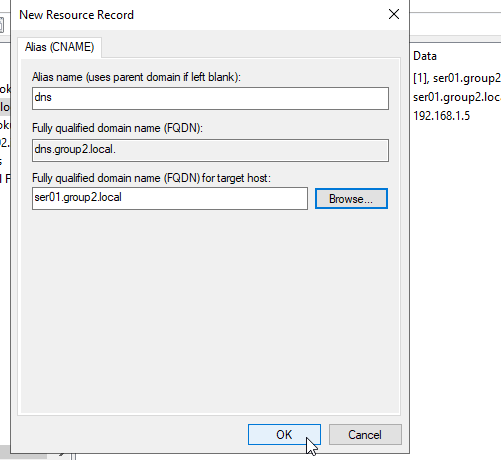 New Resource Record
Alias (CNAME)
Alias name (uses parent domain if left blank):
dns
Fully qualified domain name (FQDN):
dns.group2.local.
Fully qualified domain name (FQDN) for target host:
ser01.group2.local
Browse...
OK
Cancel
Data
[1], ser01.group2
ser01.group2.local
192.168.1.5